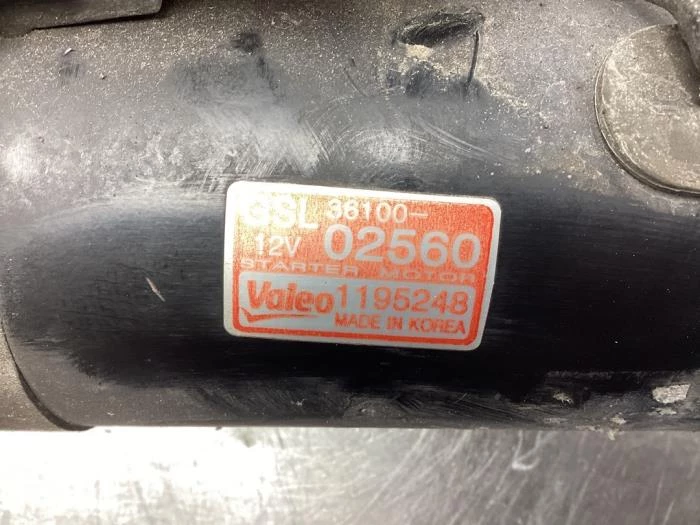 GSL 36100-
12V 02560
STARTER MOTOR
Valeo 1195248
MADE IN KOREA